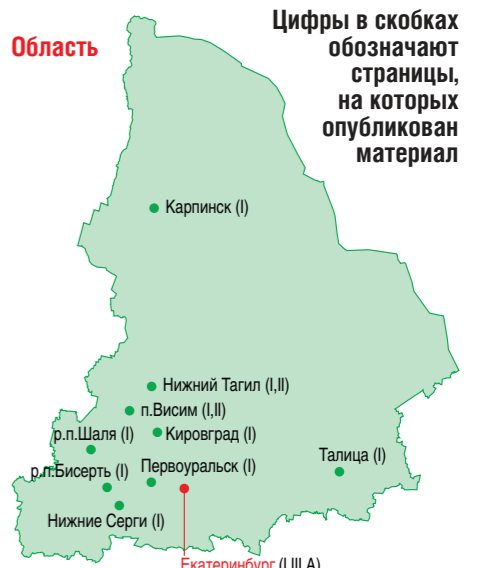 Область
Цифры в скобках
обозначают
страницы,
на которых
опубликован
материал
Карпинск (I)
Нижний Тагил (I,II)
п.Висим (I,II)
р.п.Шаля (I)
Кировград (I)
Талица (I)
р.п.Бисерть (I)
Первоуральск (I)
Нижние Серги (I)
Екатеринбург